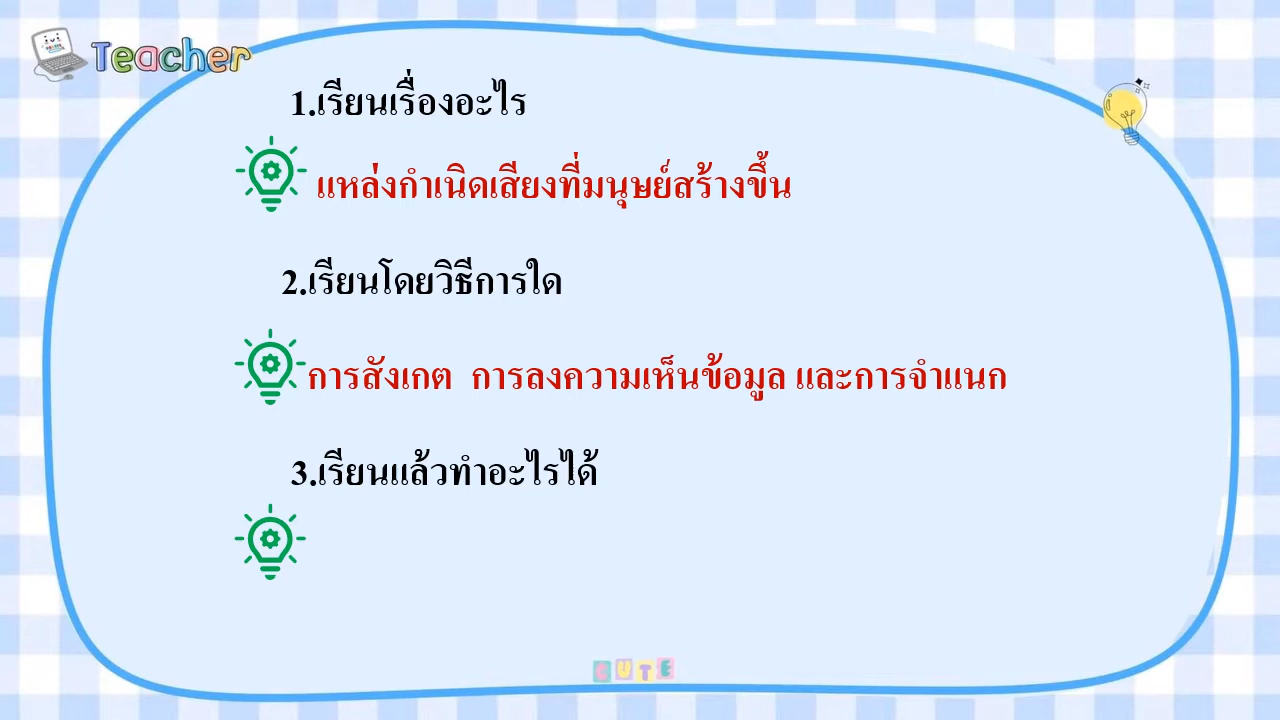 Teacher
1.เรียนเรื่องอะไร
แหล่งกำเนิดเสียงที่มนุษย์สร้างขึ้น
2.เรียนโดยวิธีการใด
การสังเกต การลงความเห็นข้อมูล และการจำแนก
3.เรียนแล้วทำอะไรได้
CUTE